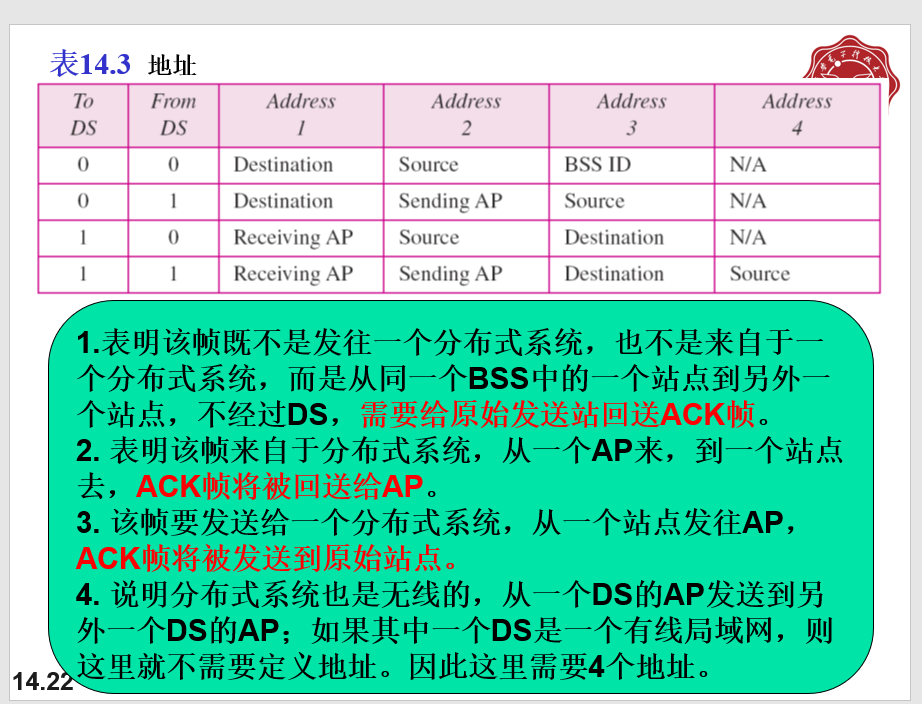 表14.3 地址
To DS From DS Address 1 Address 2 Address 3 Address 4
0 0 Destination Source BSS ID N/A
0 1 Destination Sending AP Source N/A
1 0 Receiving AP Source Destination N/A
1 1 Receiving AP Sending AP Destination Source
1.表明该帧既不是发往一个分布式系统，也不是来自于一
个分布式系统，而是从同一个BSS中的一个站点到另外一
个站点，不经过DS，需要给原始发送站回送ACK帧。
2. 表明该帧来自于分布式系统，从一个AP来，到一个站点
去，ACK帧将被回送给AP。
3. 该帧要发送给一个分布式系统，从一个站点发往AP，
ACK帧将被发送到原始站点。
4. 说明分布式系统也是无线的，从一个DS的AP发送到另
外一个DS的AP；如果其中一个DS是一个有线局域网，则
这里就不需要定义地址。因此这里需要4个地址。
14.22